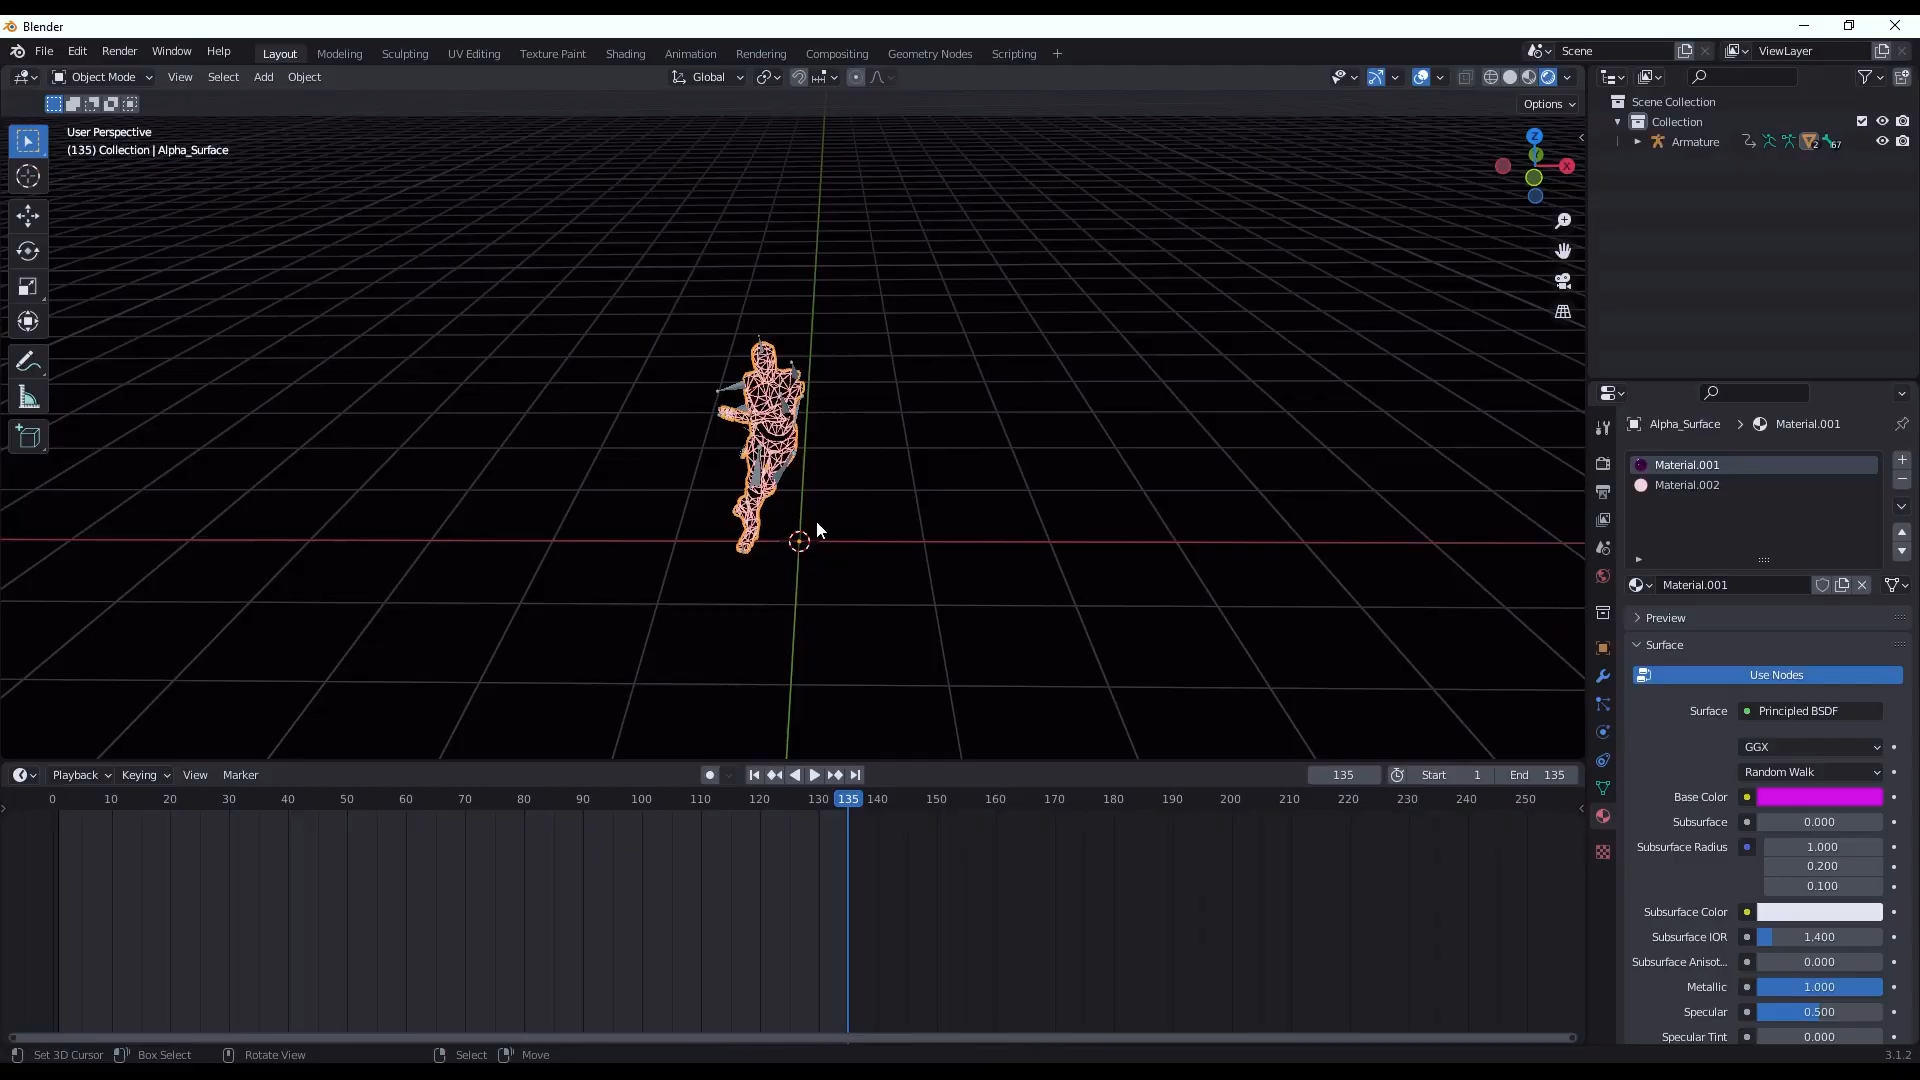 Blender
File Edit Render Window Help
Layout Modeling Sculpting UV Editing Texture Paint Shading Animation Rendering Compositing Geometry Nodes Scripting +
Scene
ViewLayer
Object Mode View Select Add Object
Global
Options
User Perspective
(135) Collection | Alpha_Surface
Z
X
Scene Collection
Collection
Armature
2
67
Alpha_Surface > Material.001
Material.001
Material.002
Material.001
Preview
Surface
Use Nodes
Surface Principled BSDF
GGX
Random Walk
Base Color
Subsurface 0.000
Subsurface Radius 1.000
0.200
0.100
Subsurface Color
Subsurface IOR 1.400
Subsurface Anisot... 0.000
Metallic 1.000
Specular 0.500
Specular Tint 0.000
Playback Keying View Marker
135 Start 1 End 135
0 10 20 30 40 50 60 70 80 90 100 110 120 130 135 140 150 160 170 180 190 200 210 220 230 240 250
Set 3D Cursor Box Select Rotate View Select Move
3.1.2